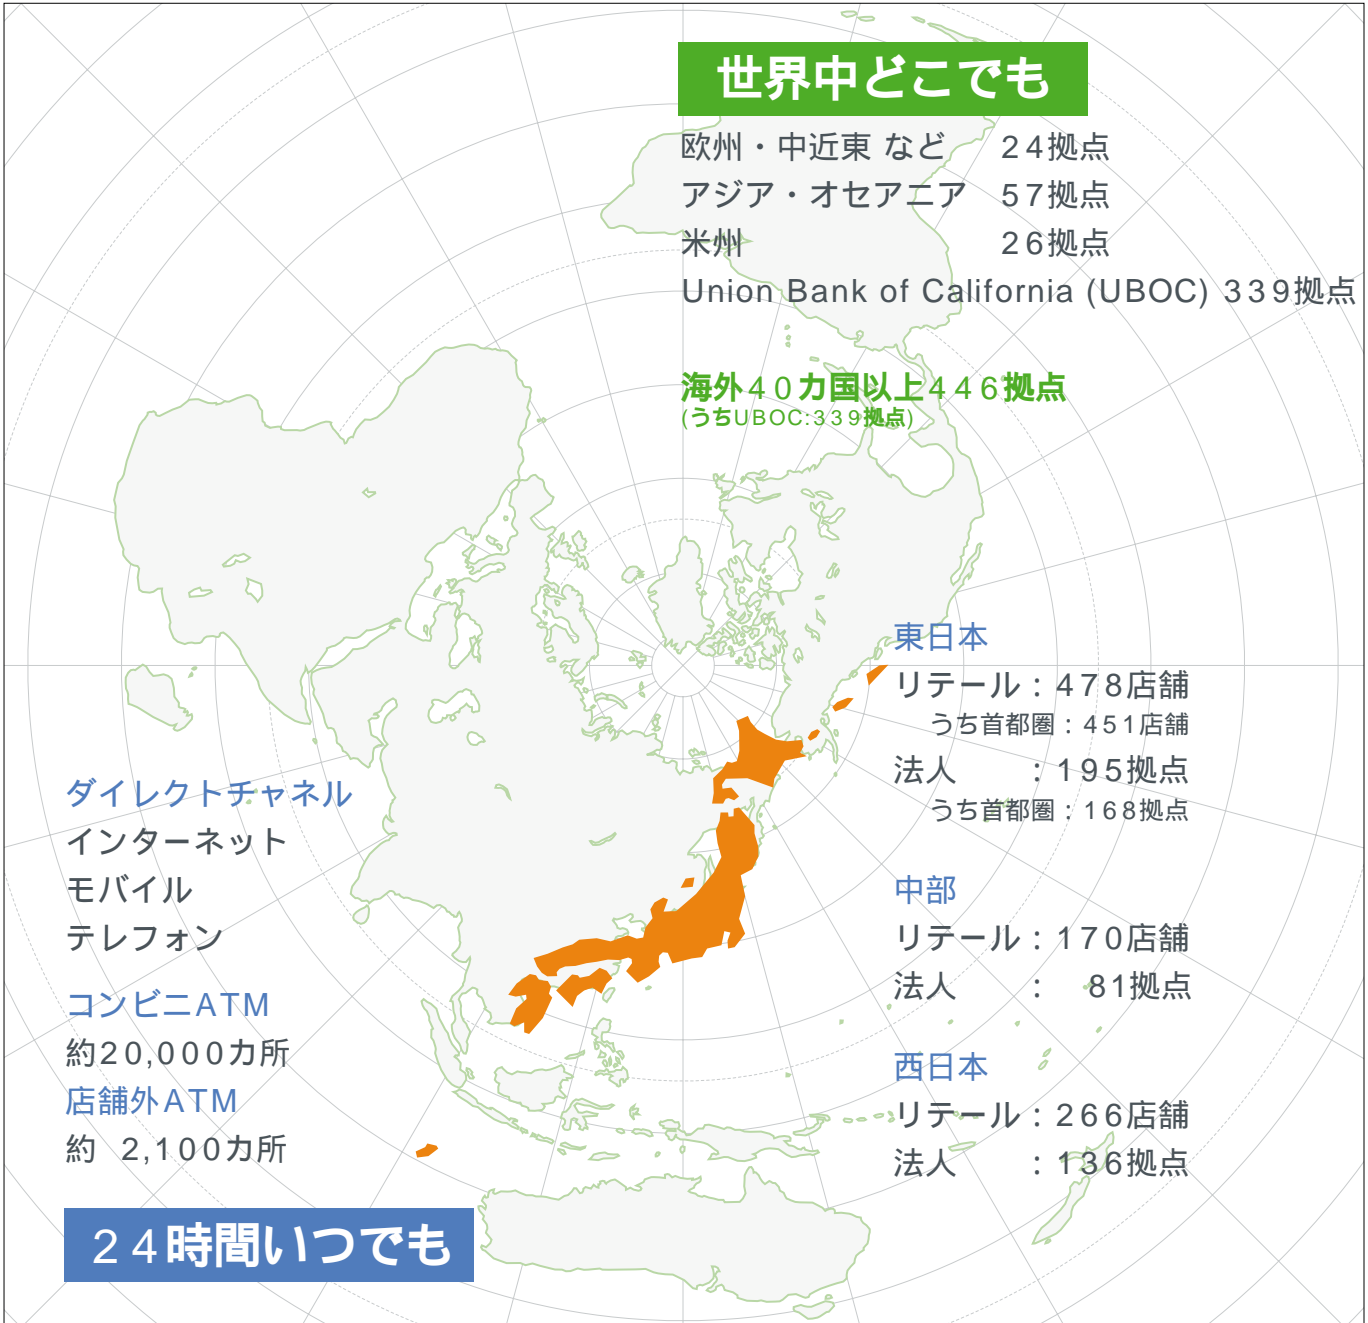 世界中どこでも
欧州・中近東 など 24拠点
アジア・オセアニア 57拠点
米州 26拠点
Union Bank of California (UBOC) 339拠点
海外40カ国以上446拠点
(うちUBOC:339拠点)
東日本
リテール：478店舗
うち首都圏：451店舗
法人 ：195拠点
うち首都圏：168拠点
中部
リテール：170店舗
法人 ： 81拠点
西日本
リテール：266店舗
法人 ：136拠点
ダイレクトチャネル
インターネット
モバイル
テレフォン
コンビニATM
約20,000カ所
店舗外ATM
約 2,100カ所
24時間いつでも